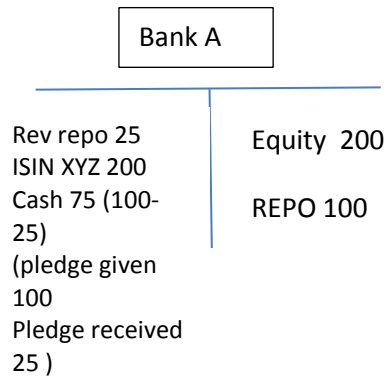 Bank A
Rev repo 25
ISIN XYZ 200
Cash 75 (100-
25)
(pledge given
100
Pledge received
25 )
Equity 200
REPO 100